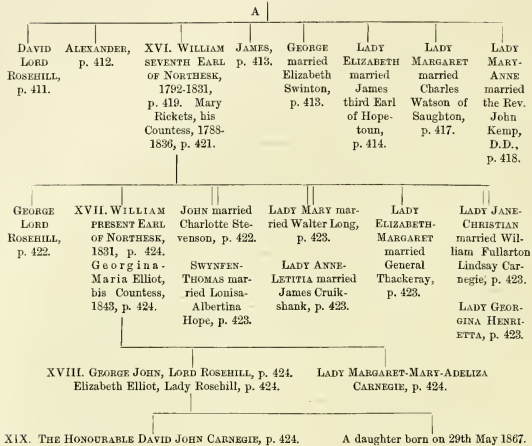 A
DAVID
LORD
ROSEHILL,
p. 411.
ALEXANDER,
p. 412.
XVI. WILLIAM
SEVENTH EARL
OF NORTHESK,
1792-1831,
p. 419. Mary
Rickets, his
Countess, 1788-
1836, p. 421.
JAMES,
p. 413.
GEORGE
married
Elizabeth
Swinton,
p. 413.
LADY
ELIZABETH
married
James
third Earl
of Hope-
toun,
p. 414.
LADY
MARGARET
married
Charles
Watson of
Saughton,
p. 417.
LADY
MARY-
ANNE
married
the Rev.
John
Kemp,
D.D.,
p. 418.
GEORGE
LORD
ROSEHILL,
p. 422.
XVII. WILLIAM
PRESENT EARL
OF NORTHESK,
1831, p. 424.
Georgina-
Maria Elliot,
bis Countess,
1843, p. 424.
JOHN married
Charlotte Ste-
venson, p. 422.
SWYNFEN-
THOMAS mar-
ried Lonisa-
Albertina
Hope, p. 423.
LADY MARY mar-
ried Walter Long,
p. 423.
LADY ANNE-
LETITIA married
James Cruik-
shank, p. 423.
LADY
ELIZABETH-
MARGARET
married
General
Thackeray,
p. 423.
LADY JANE-
CHRISTIAN
married Wil-
liam Fullarton
Lindsay Car-
negie, p. 423.
LADY GEOR-
GINA HENRI-
ETTA, p. 423.
XVIII. GEORGE JOHN, LORD ROSEHILL, p. 424.
Elizabeth Elliot, Lady Rosehill, p. 424.
LADY MARGARET-MARY-ADELIZA
CARNEGIE, p. 424.
XIX. THE HONOURABLE DAVID JOHN CARNEGIE, p. 424.
A daughter born on 29th May 1867.